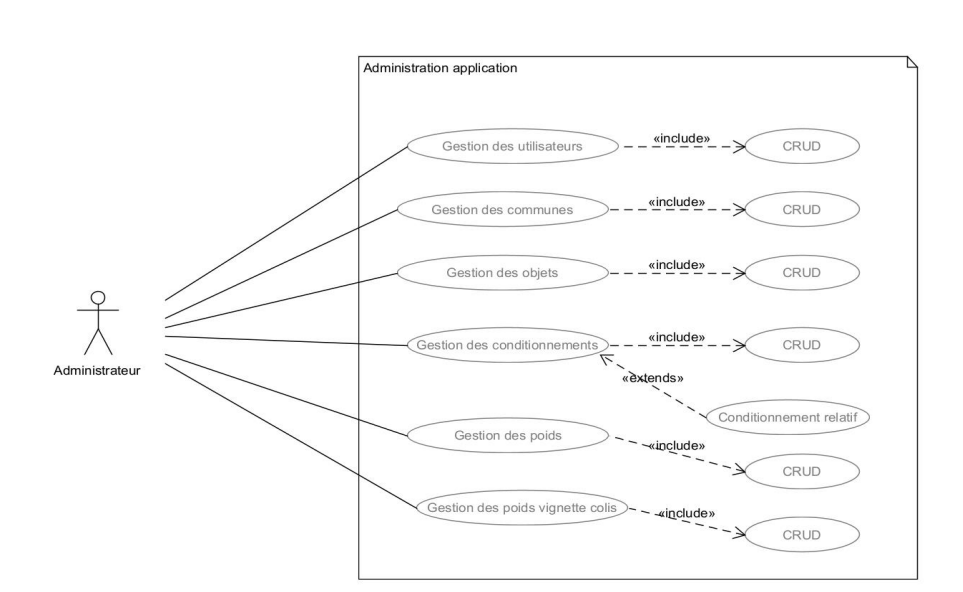 Administration application
Gestion des utilisateurs
«include»
CRUD
Gestion des communes
«include»
CRUD
Gestion des objets
«include»
CRUD
Gestion des conditionnements
«include»
CRUD
Administrateur
«extends»
Conditionnement relatif
Gestion des poids
«include»
CRUD
Gestion des poids vignette colis
«include»
CRUD